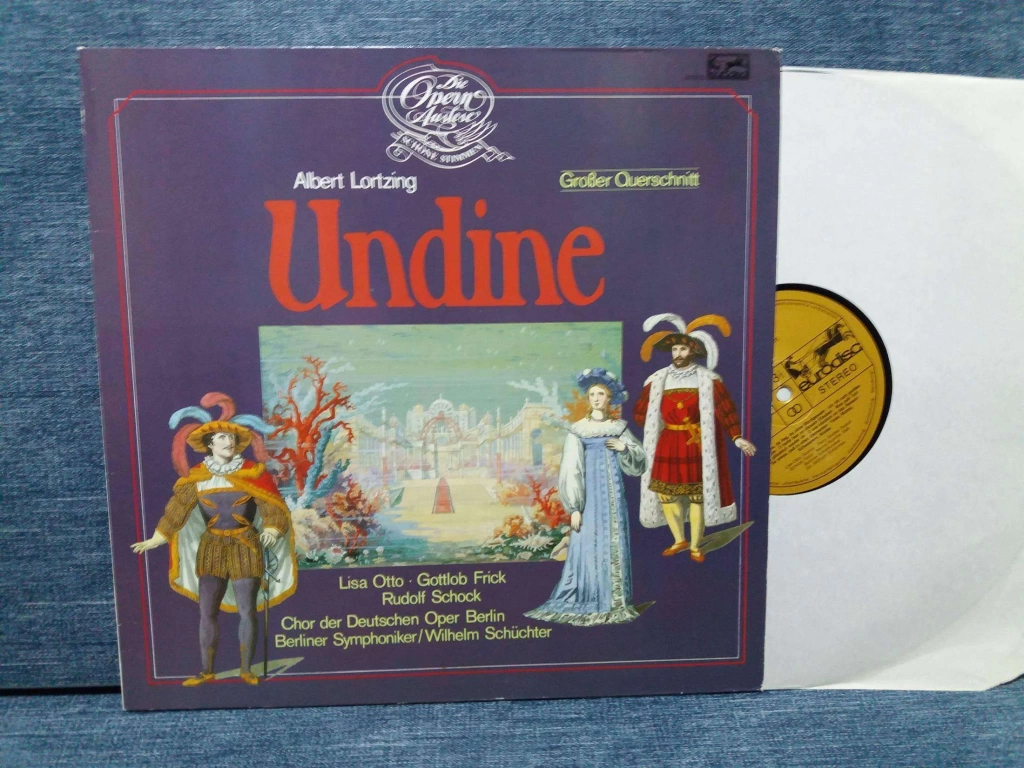 Die
Opern
Auslese
SCHÖNE STIMMEN
Albert Lortzing
Großer Querschnitt
Undine
Lisa Otto · Gottlob Frick
Rudolf Schock
Chor der Deutschen Oper Berlin
Berliner Symphoniker/Wilhelm Schüchter
eurodisc
STEREO